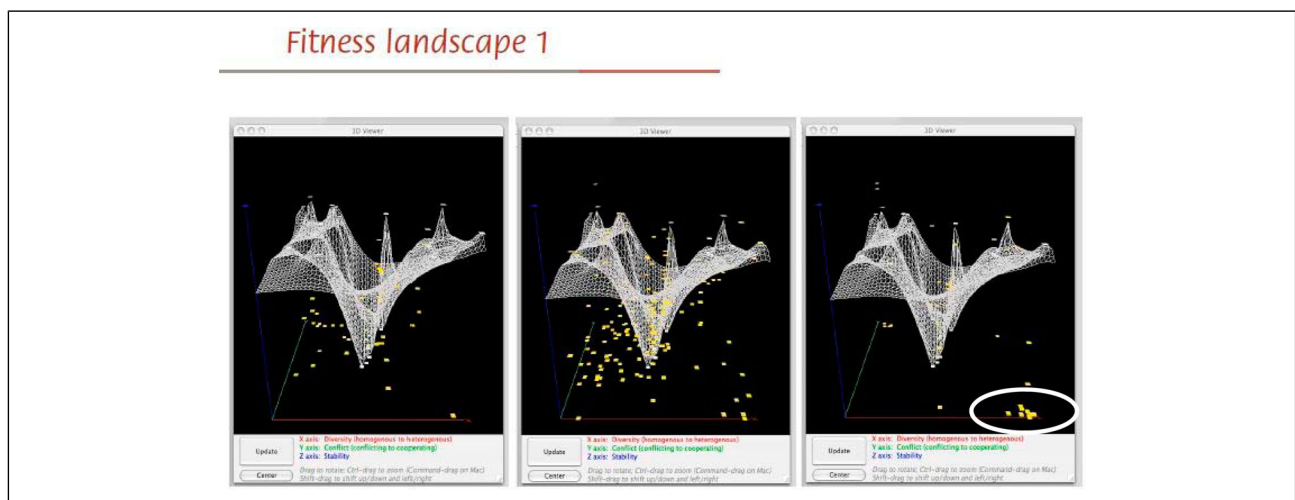 Fitness landscape 1
3D Viewer
X axis: Diversity (homogenous to heterogenous)
Y axis: Conflict (conflicting to cooperating)
Z axis: Stability
Update
Center
Drag to rotate; Ctrl-drag to zoom (Command-drag on Mac)
Shift-drag to shift up/down and left/right
3D Viewer
X axis: Diversity (homogenous to heterogenous)
Y axis: Conflict (conflicting to cooperating)
Z axis: Stability
Update
Center
Drag to rotate; Ctrl-drag to zoom (Command-drag on Mac)
Shift-drag to shift up/down and left/right
3D Viewer
X axis: Diversity (homogenous to heterogenous)
Y axis: Conflict (conflicting to cooperating)
Z axis: Stability
Update
Center
Drag to rotate; Ctrl-drag to zoom (Command-drag on Mac)
Shift-drag to shift up/down and left/right